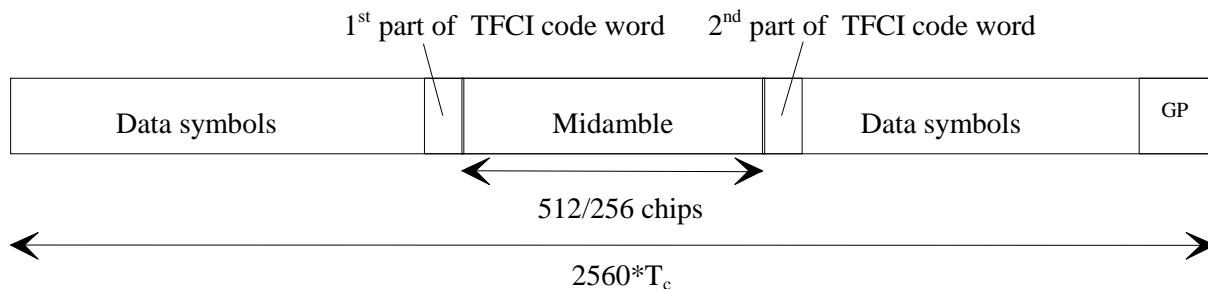 1st part of TFCI code word 2nd part of TFCI code word
Data symbols Midamble Data symbols GP
512/256 chips
2560*Tc